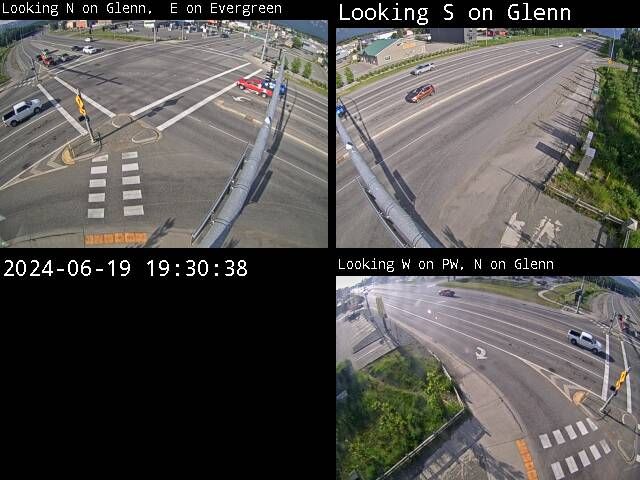 Looking N on Glenn, E on Evergreen
Looking S on Glenn
2024-06-19 19:30:38
Looking W on PW, N on Glenn